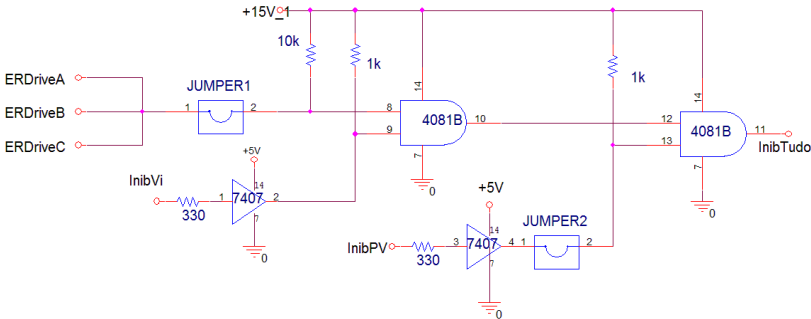 +15V_1
10k
1k
1k
ERDriveA
JUMPER1
14
14
ERDriveB
1
2
8
4081B
10
12
4081B
11
InibTudo
9
13
ERDriveC
7
7
+5V
0
0
InibVi
1
14
7407
2
330
7
0
+5V
JUMPER2
14
InibPV
3
7407
4
1
2
330
7
0